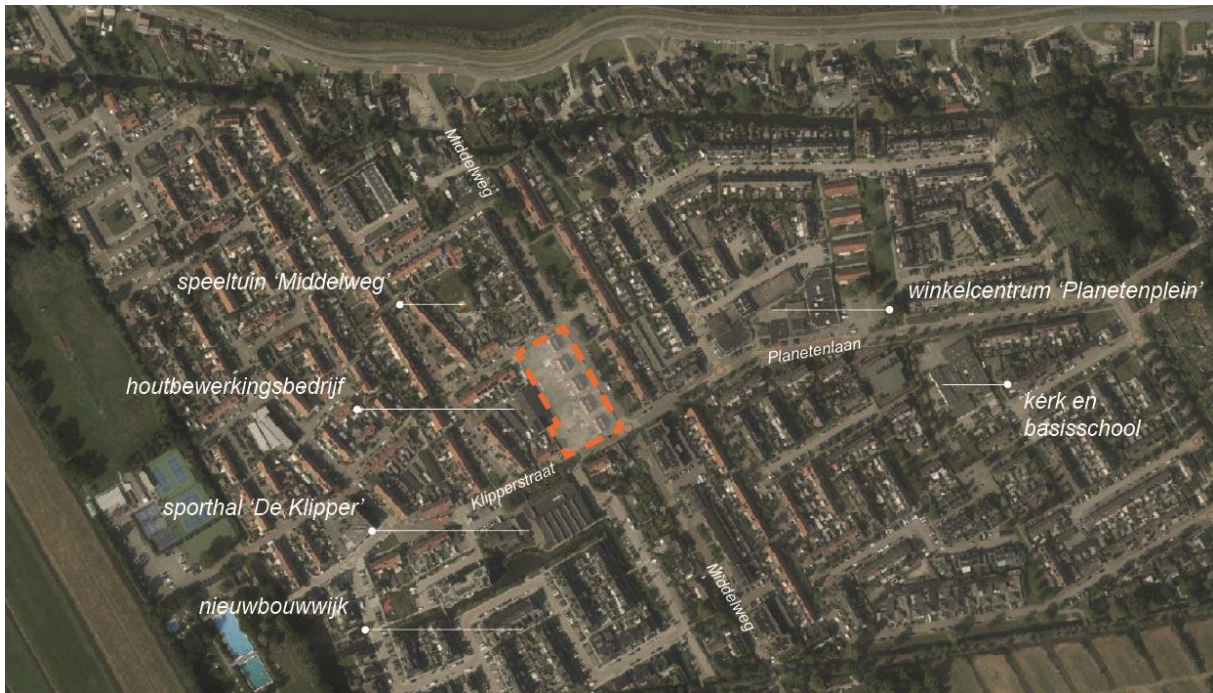 Middelweg
speeltuin 'Middelweg'
winkelcentrum 'Planetenplein'
Planetenlaan
houtbewerkingsbedrijf
kerk en
basisschool
Klipperstraat
sporthal 'De Klipper'
Middelweg
nieuwbouwwijk